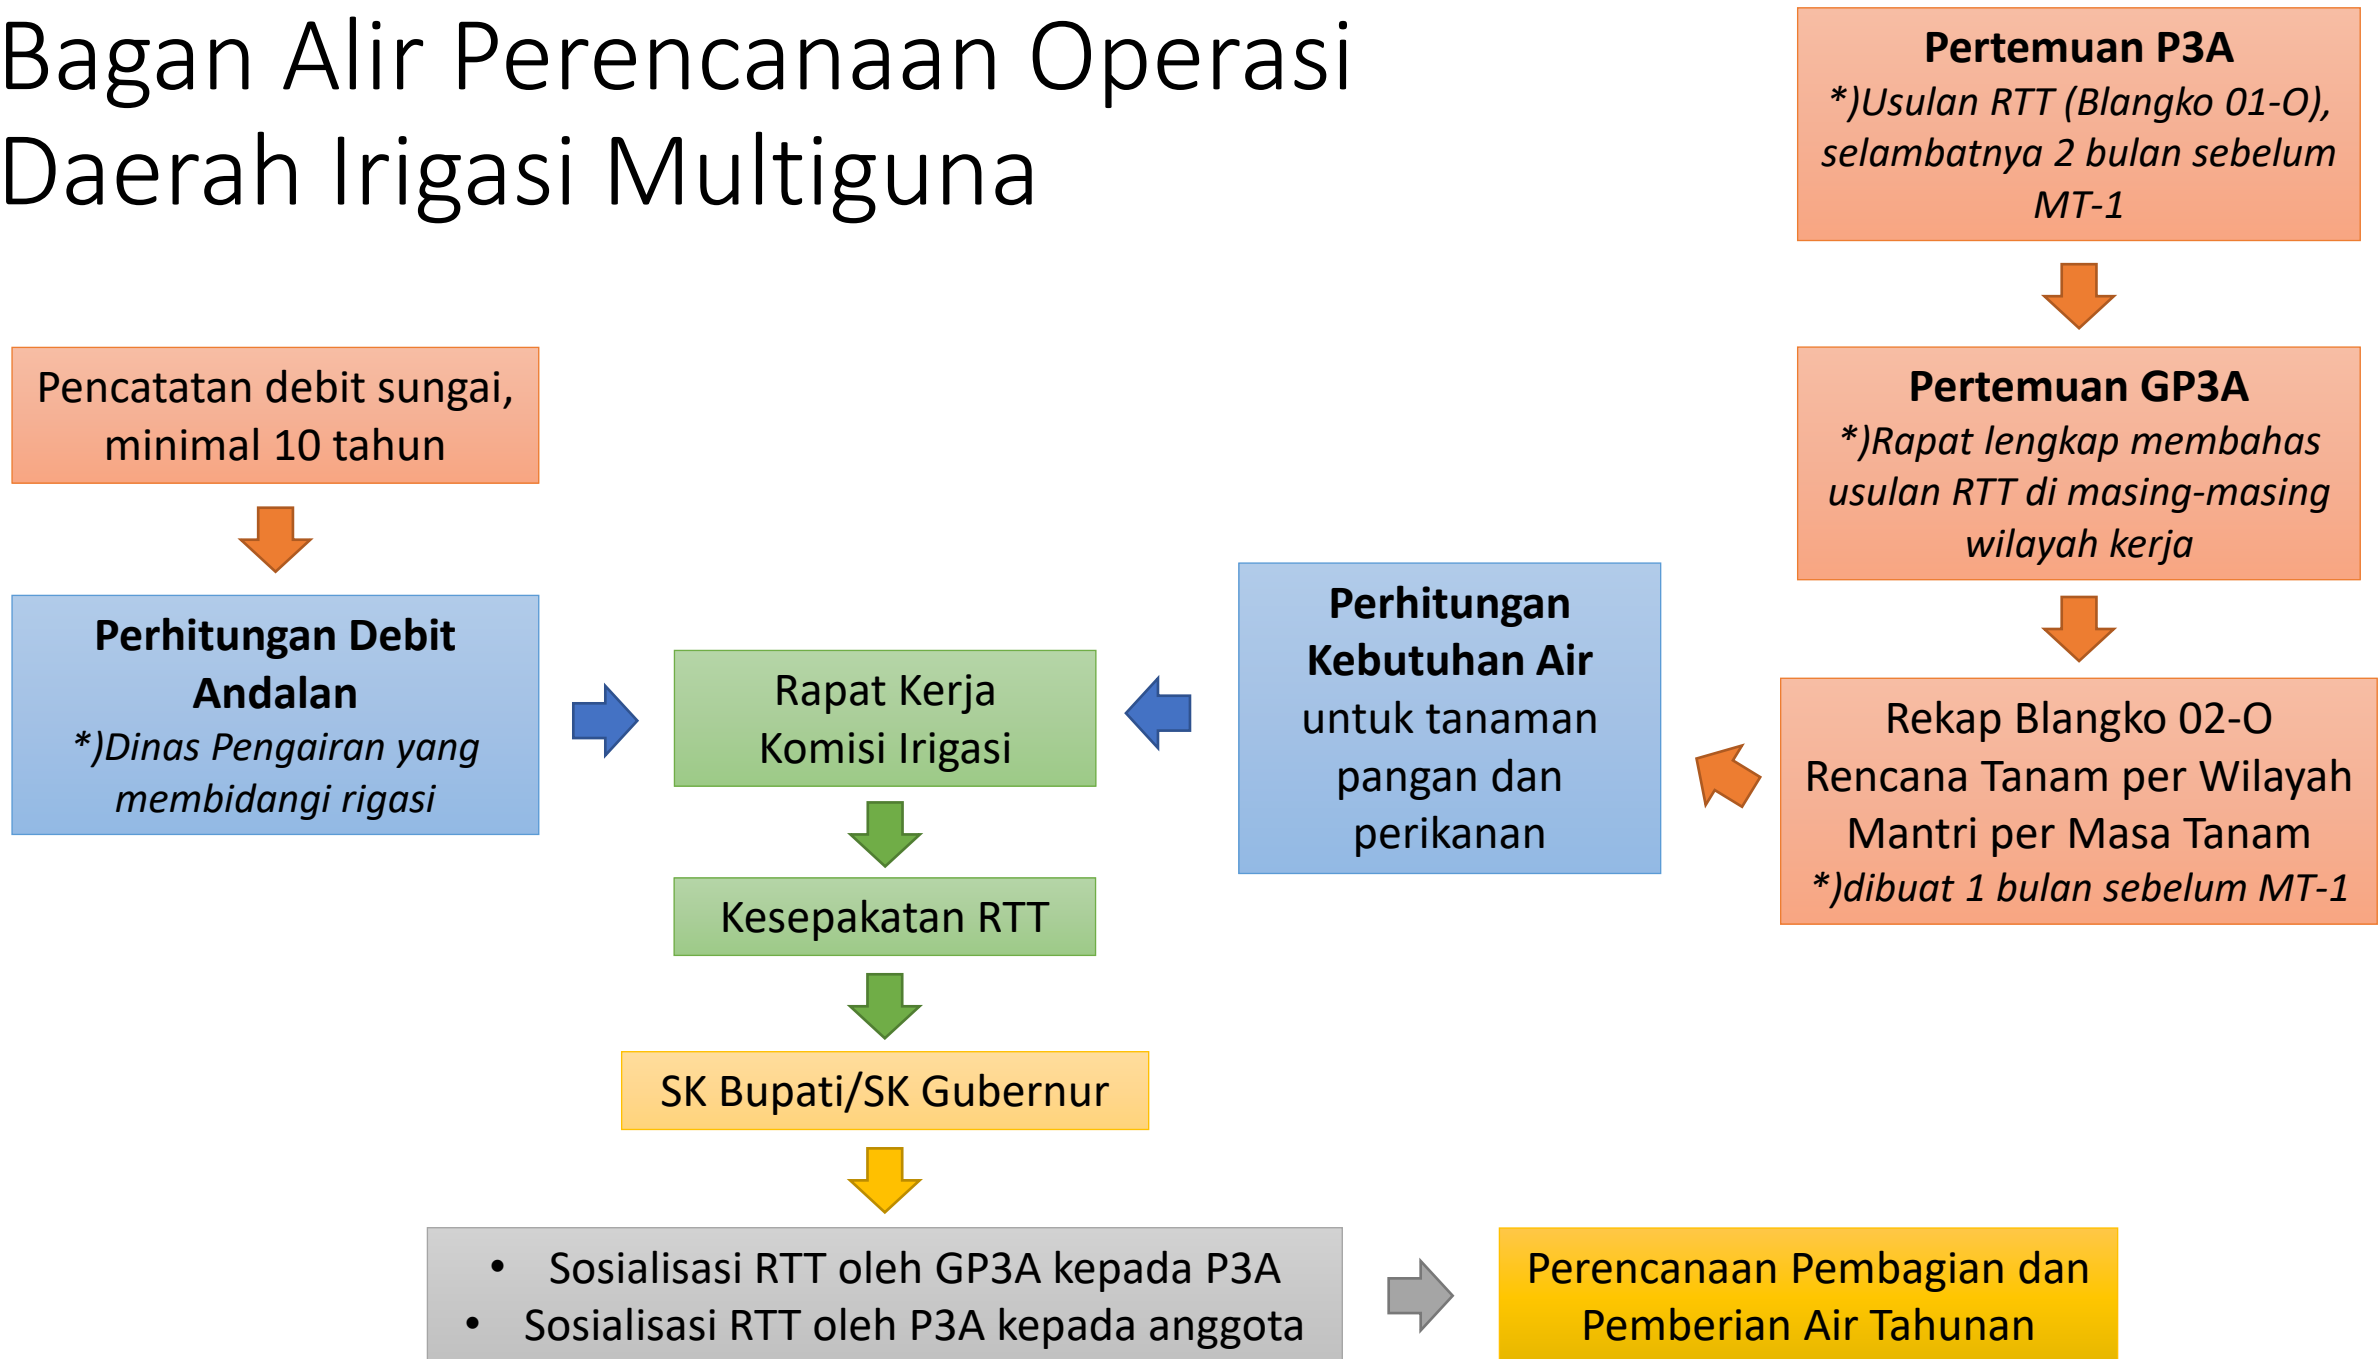 Bagan Alir Perencanaan Operasi
Daerah Irigasi Multiguna
Pertemuan P3A
*)Usulan RTT (Blangko 01-O),
selambatnya 2 bulan sebelum
MT-1
Pertemuan GP3A
*)Rapat lengkap membahas
usulan RTT di masing-masing
wilayah kerja
Rekap Blangko 02-O
Rencana Tanam per Wilayah
Mantri per Masa Tanam
*)dibuat 1 bulan sebelum MT-1
Perhitungan
Kebutuhan Air
untuk tanaman
pangan dan
perikanan
Pencatatan debit sungai,
minimal 10 tahun
Perhitungan Debit
Andalan
*)Dinas Pengairan yang
membidangi rigasi
Rapat Kerja
Komisi Irigasi
Kesepakatan RTT
SK Bupati/SK Gubernur
• Sosialisasi RTT oleh GP3A kepada P3A
• Sosialisasi RTT oleh P3A kepada anggota
Perencanaan Pembagian dan
Pemberian Air Tahunan